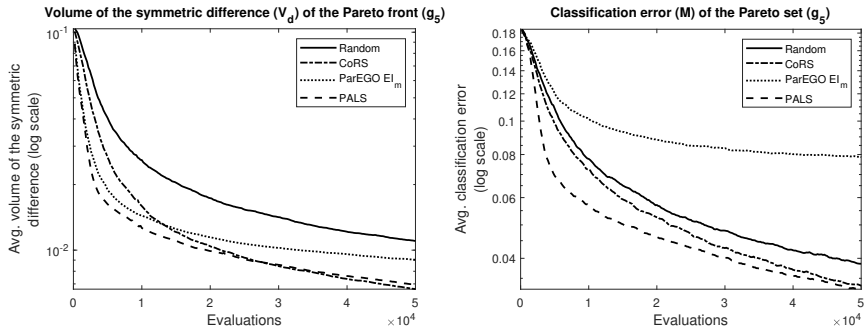 Volume of the symmetric difference (V_d) of the Pareto front (g_5)
Avg. volume of the symmetric
difference (log scale)
10^-1
10^-2
Random
CoRS
ParEGO EI_m
PALS
0
1
2
3
4
5
Evaluations
×10^4
Classification error (M) of the Pareto set (g_5)
Avg. classification error
(log scale)
0.18
0.16
0.14
0.12
0.1
0.08
0.06
0.04
Random
CoRS
ParEGO EI_m
PALS
0
1
2
3
4
5
Evaluations
×10^4